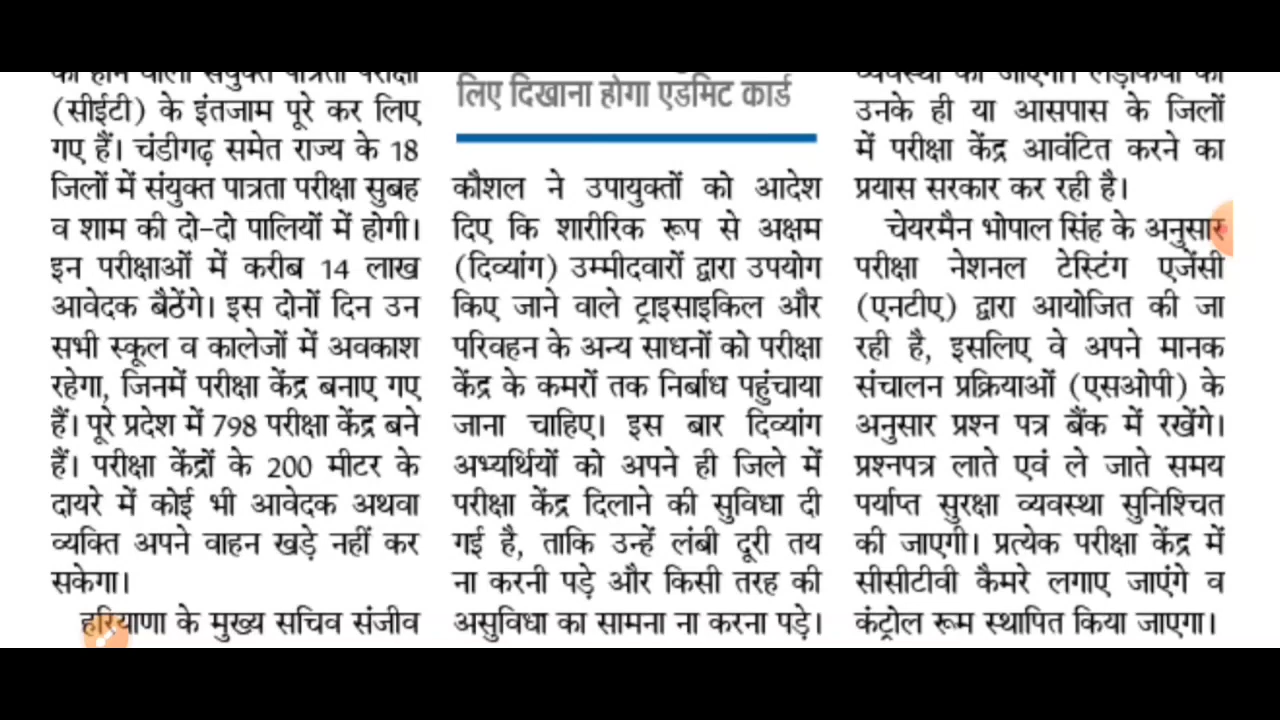 को होने वाली संयुक्त पात्रता परीक्षा
(सीईटी) के इंतजाम पूरे कर लिए
गए हैं। चंडीगढ़ समेत राज्य के 18
जिलों में संयुक्त पात्रता परीक्षा सुबह
व शाम की दो-दो पालियों में होगी।
इन परीक्षाओं में करीब 14 लाख
आवेदक बैठेंगे। इस दोनों दिन उन
सभी स्कूल व कालेजों में अवकाश
रहेगा, जिनमें परीक्षा केंद्र बनाए गए
हैं। पूरे प्रदेश में 798 परीक्षा केंद्र बने
हैं। परीक्षा केंद्रों के 200 मीटर के
दायरे में कोई भी आवेदक अथवा
व्यक्ति अपने वाहन खड़े नहीं कर
सकेगा।
हरियाणा के मुख्य सचिव संजीव
लिए दिखाना होगा एडमिट कार्ड
कौशल ने उपायुक्तों को आदेश
दिए कि शारीरिक रूप से अक्षम
(दिव्यांग) उम्मीदवारों द्वारा उपयोग
किए जाने वाले ट्राइसाइकिल और
परिवहन के अन्य साधनों को परीक्षा
केंद्र के कमरों तक निर्बाध पहुंचाया
जाना चाहिए। इस बार दिव्यांग
अभ्यर्थियों को अपने ही जिले में
परीक्षा केंद्र दिलाने की सुविधा दी
गई है, ताकि उन्हें लंबी दूरी तय
ना करनी पड़े और किसी तरह की
असुविधा का सामना ना करना पड़े।
व्यवस्था की जाएगी। लड़कियों को
उनके ही या आसपास के जिलों
में परीक्षा केंद्र आवंटित करने का
प्रयास सरकार कर रही है।
चेयरमैन भोपाल सिंह के अनुसार
परीक्षा नेशनल टेस्टिंग एजेंसी
(एनटीए) द्वारा आयोजित की जा
रही है, इसलिए वे अपने मानक
संचालन प्रक्रियाओं (एसओपी) के
अनुसार प्रश्न पत्र बैंक में रखेंगे।
प्रश्नपत्र लाते एवं ले जाते समय
पर्याप्त सुरक्षा व्यवस्था सुनिश्चित
की जाएगी। प्रत्येक परीक्षा केंद्र में
सीसीटीवी कैमरे लगाए जाएंगे व
कंट्रोल रूम स्थापित किया जाएगा।